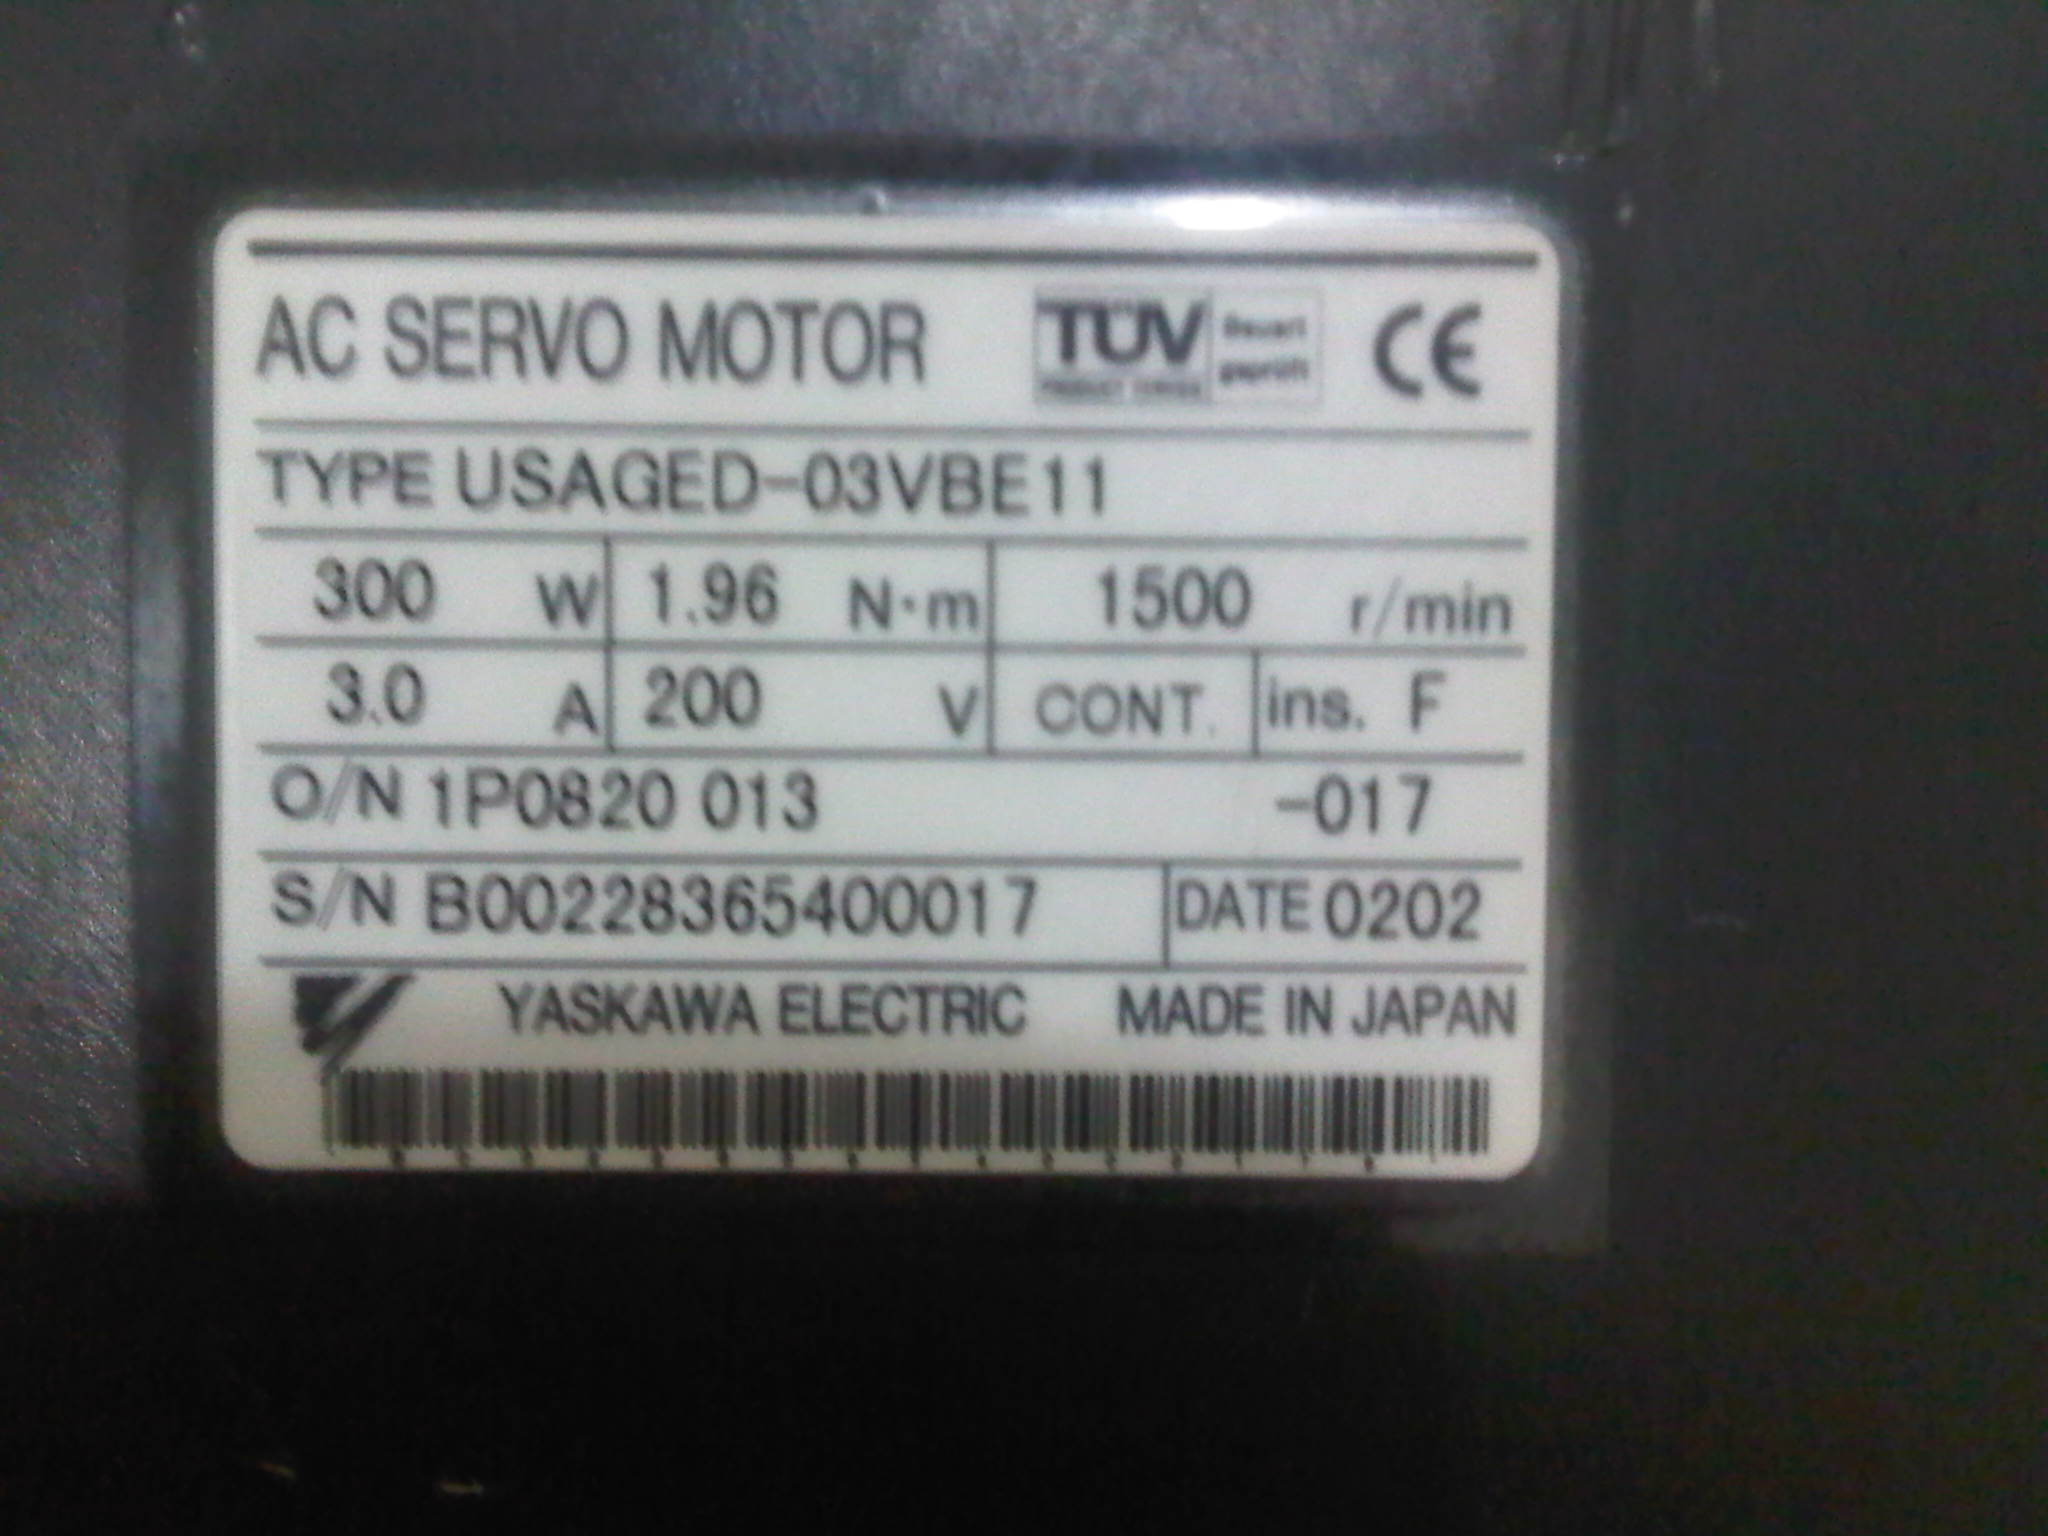 AC SERVO MOTOR TÜV CE
TYPE USAGED-03VBE11
300 W 1.96 N·m 1500 r/min
3.0 A 200 V CONT. ins. F
O/N 1P0820 013 -017
S/N B00228365400017 DATE 0202
YASKAWA ELECTRIC MADE IN JAPAN